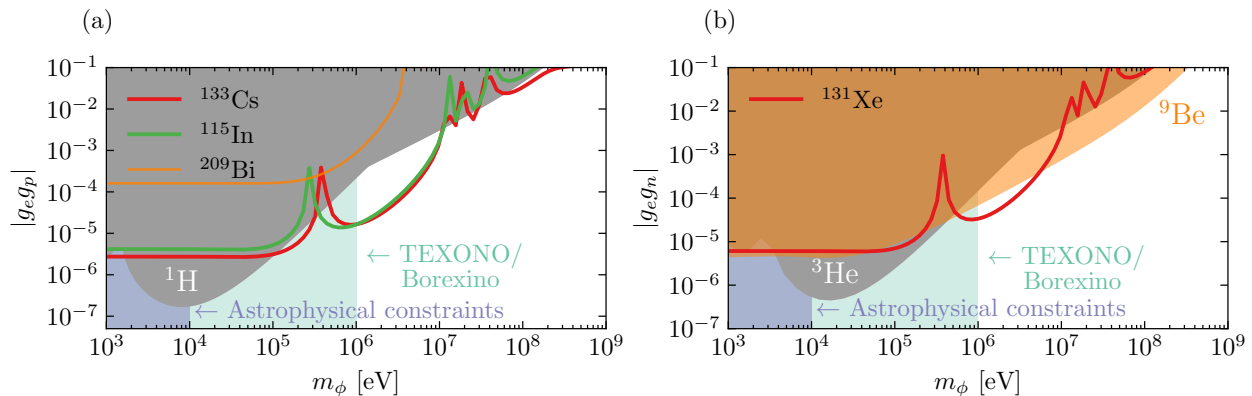 (a)
|g_e g_p|
10^-1
10^-2
10^-3
10^-4
10^-5
10^-6
10^-7
^133Cs
^115In
^209Bi
^1H
← TEXONO/
Borexino
← Astrophysical constraints
10^3 10^4 10^5 10^6 10^7 10^8 10^9
m_ϕ [eV]
(b)
|g_e g_n|
10^-1
10^-2
10^-3
10^-4
10^-5
10^-6
10^-7
^131Xe
^9Be
^3He
← TEXONO/
Borexino
← Astrophysical constraints
10^3 10^4 10^5 10^6 10^7 10^8 10^9
m_ϕ [eV]